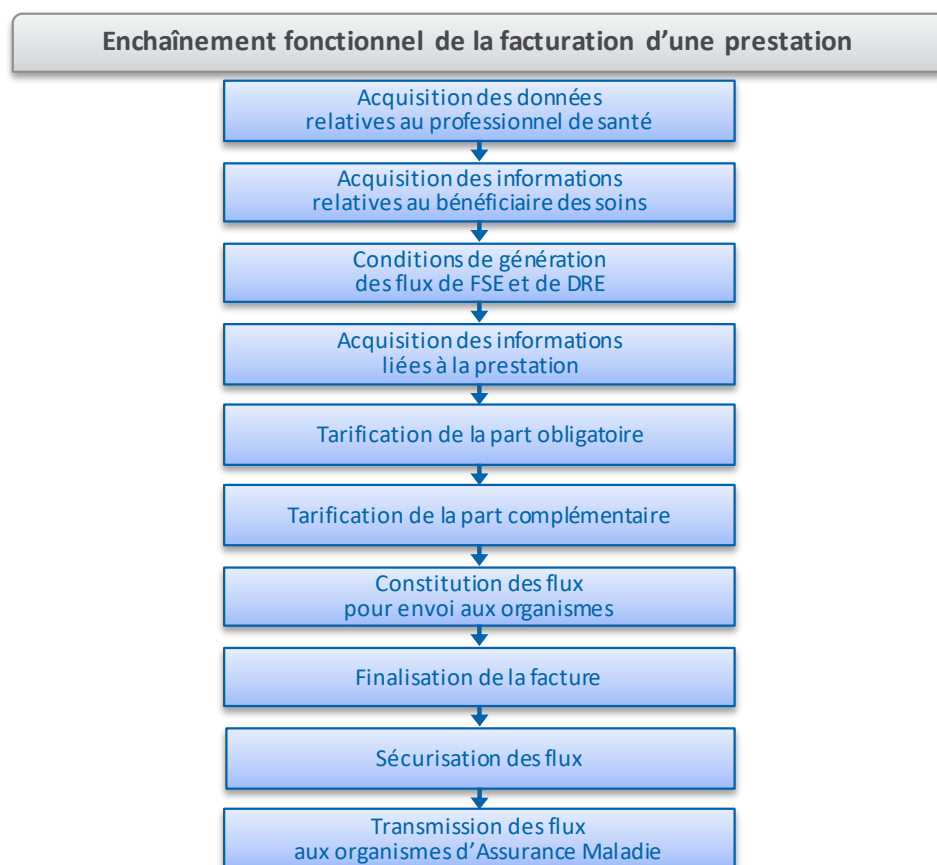 Enchaînement fonctionnel de la facturation d’une prestation
Acquisition des données
relatives au professionnel de santé
Acquisition des informations
relatives au bénéficiaire des soins
Conditions de génération
des flux de FSE et de DRE
Acquisition des informations
liées à la prestation
Tarification de la part obligatoire
Tarification de la part complémentaire
Constitution des flux
pour envoi aux organismes
Finalisation de la facture
Sécurisation des flux
Transmission des flux
aux organismes d’Assurance Maladie